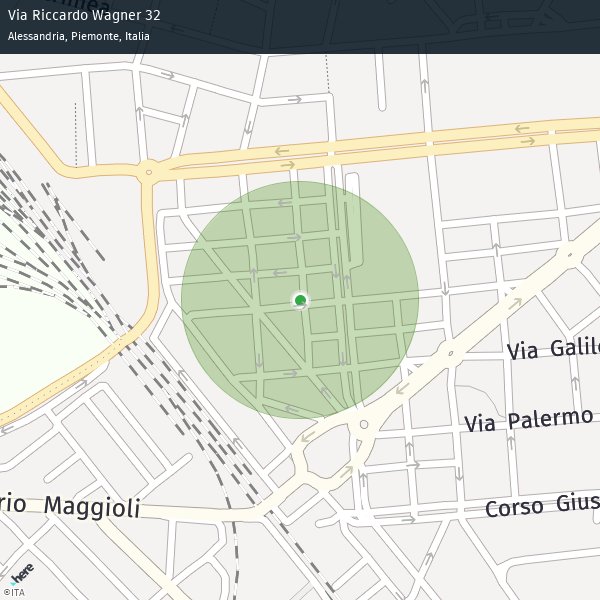 Via Riccardo Wagner 32
Alessandria, Piemonte, Italia
Via Galile
Via Palermo
rio Maggioli
Corso Gius
here
©ITA